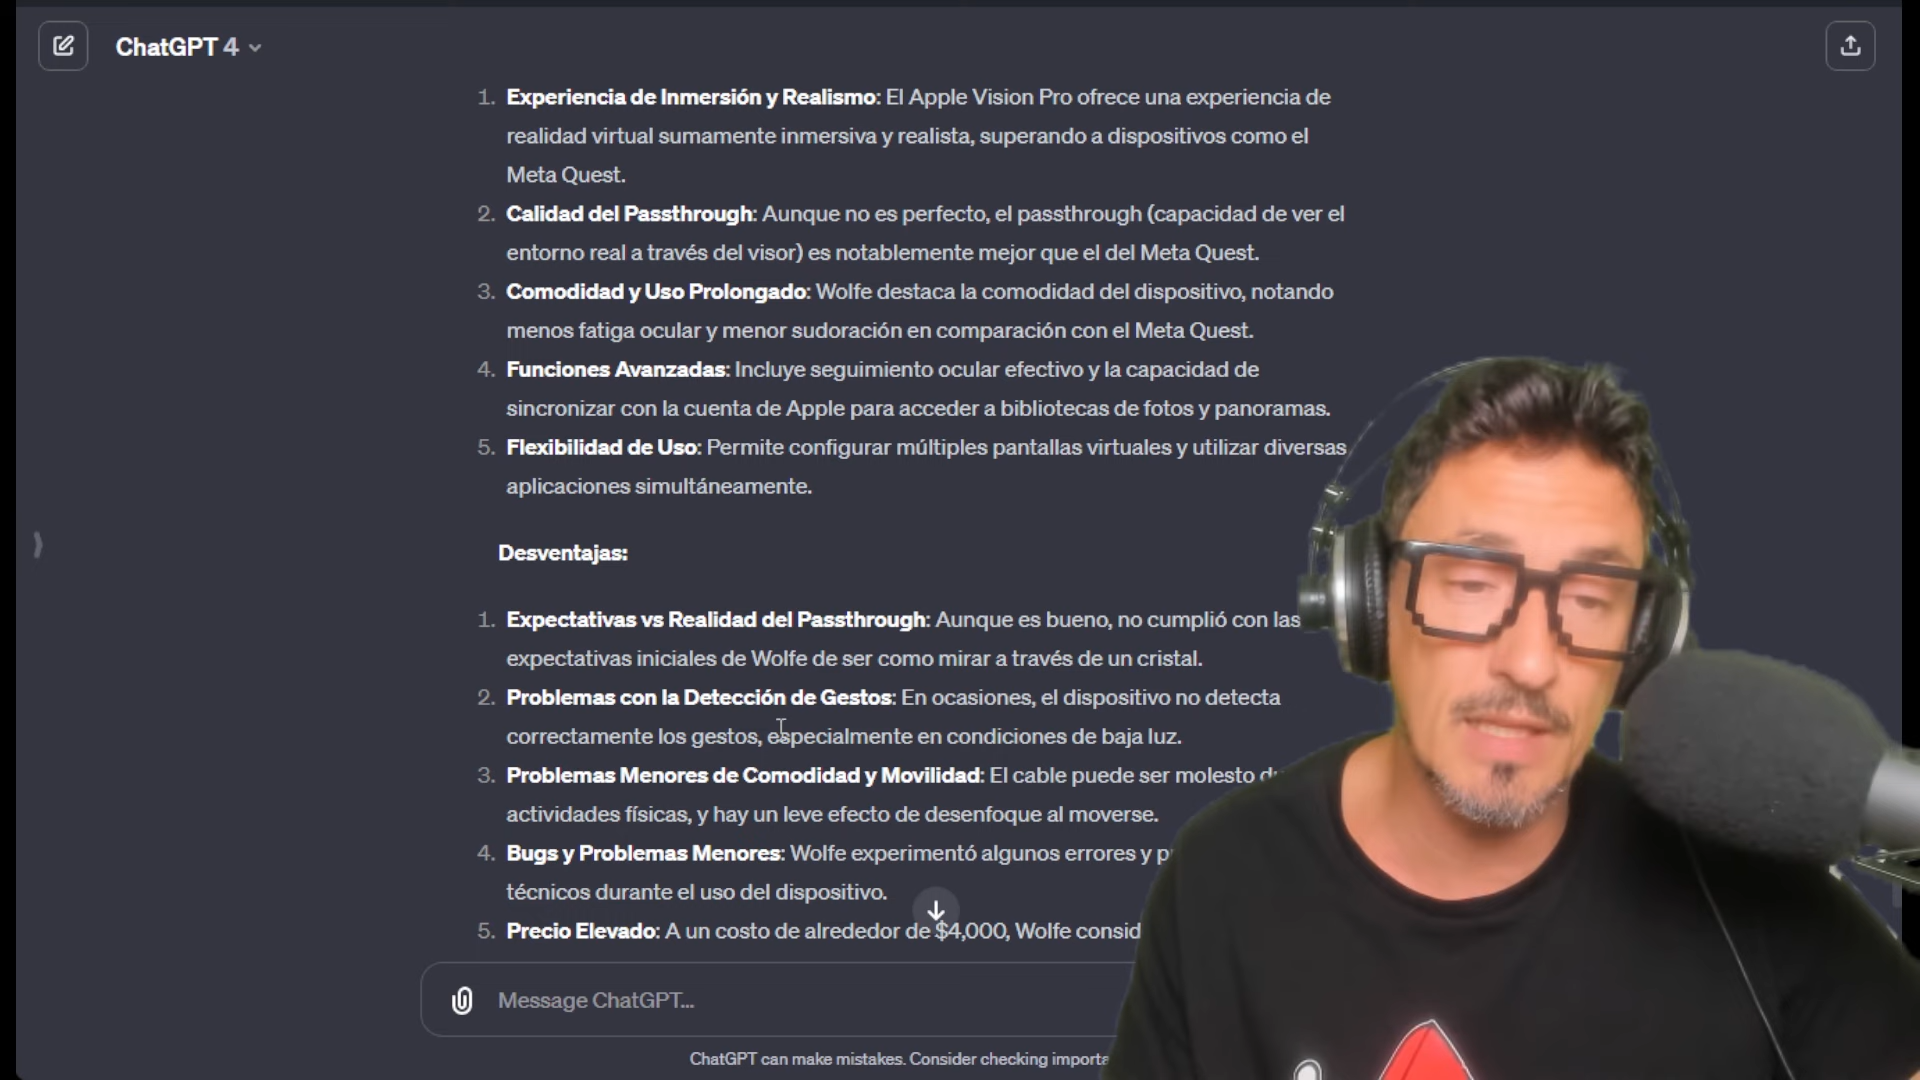 ChatGPT 4
1. Experiencia de Inmersión y Realismo: El Apple Vision Pro ofrece una experiencia de
realidad virtual sumamente inmersiva y realista, superando a dispositivos como el
Meta Quest.
2. Calidad del Passthrough: Aunque no es perfecto, el passthrough (capacidad de ver el
entorno real a través del visor) es notablemente mejor que el del Meta Quest.
3. Comodidad y Uso Prolongado: Wolfe destaca la comodidad del dispositivo, notando
menos fatiga ocular y menor sudoración en comparación con el Meta Quest.
4. Funciones Avanzadas: Incluye seguimiento ocular efectivo y la capacidad de
sincronizar con la cuenta de Apple para acceder a bibliotecas de fotos y panoramas.
5. Flexibilidad de Uso: Permite configurar múltiples pantallas virtuales y utilizar diversas
aplicaciones simultáneamente.
Desventajas:
1. Expectativas vs Realidad del Passthrough: Aunque es bueno, no cumplió con las
expectativas iniciales de Wolfe de ser como mirar a través de un cristal.
2. Problemas con la Detección de Gestos: En ocasiones, el dispositivo no detecta
correctamente los gestos, especialmente en condiciones de baja luz.
3. Problemas Menores de Comodidad y Movilidad: El cable puede ser molesto
actividades físicas, y hay un leve efecto de desenfoque al moverse.
4. Bugs y Problemas Menores: Wolfe experimentó algunos errores y
técnicos durante el uso del dispositivo.
5. Precio Elevado: A un costo de alrededor de $4,000, Wolfe
Message ChatGPT...
ChatGPT can make mistakes. Consider checking